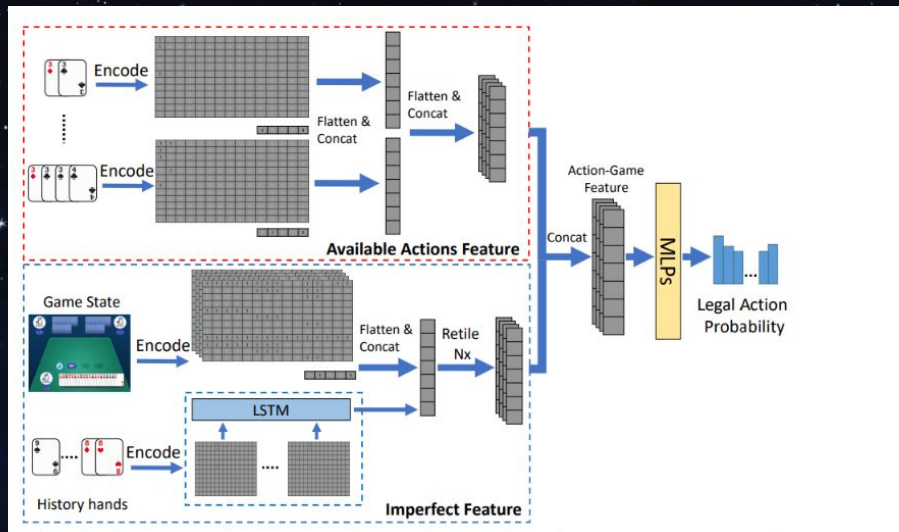 Encode
Flatten &
Concat
Flatten &
Concat
Encode
Available Actions Feature
Game State
Encode
Flatten &
Concat
Retile
Nx
LSTM
Encode
History hands
Imperfect Feature
Concat
Action-Game
Feature
MLPs
...
Legal Action
Probability